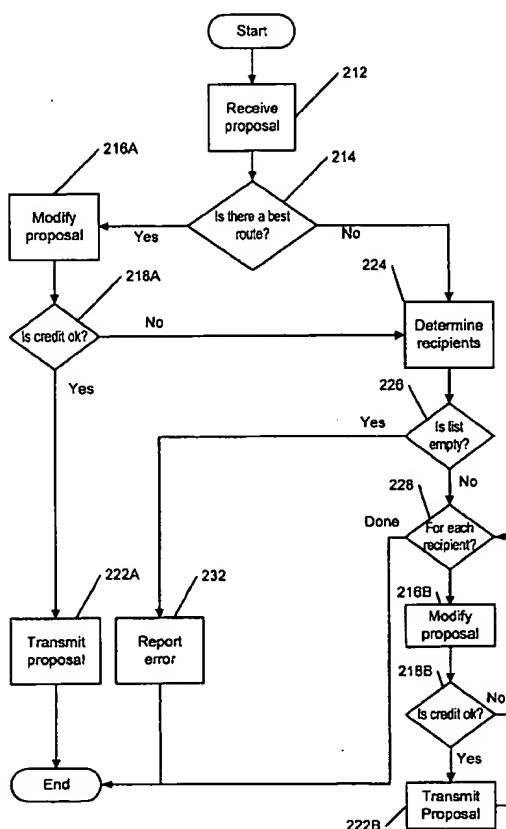 Start
212
Receive
proposal
216A
214
Modify
proposal
Is there a best
route?
Yes
No
218A
224
Is credit ok?
No
Determine
recipients
Yes
226
Is list
empty?
Yes
No
228
Done
For each
recipient?
222A
232
216B
Modify
proposal
Transmit
proposal
Report
error
218B
Is credit ok?
No
Yes
End
Transmit
Proposal
222B